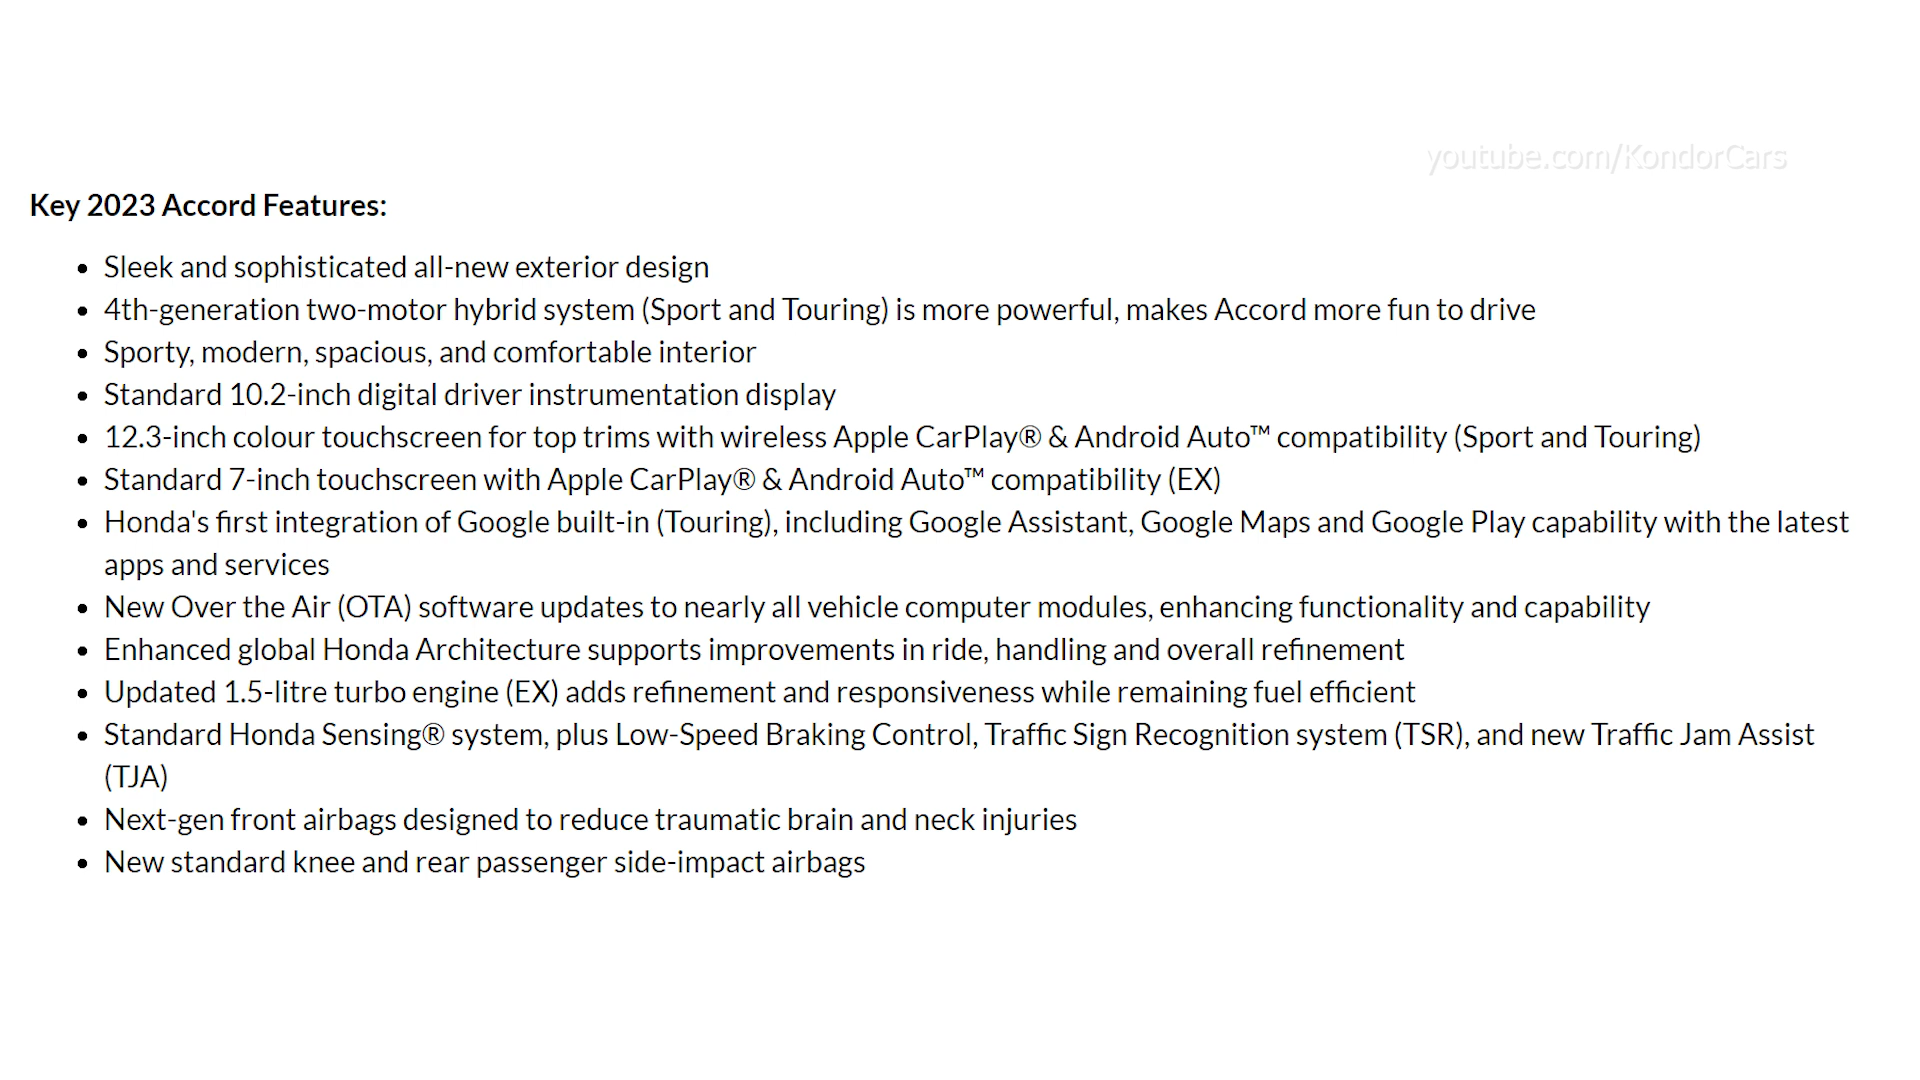 youtube.com/KondorCars
Key 2023 Accord Features:
• Sleek and sophisticated all-new exterior design
• 4th-generation two-motor hybrid system (Sport and Touring) is more powerful, makes Accord more fun to drive
• Sporty, modern, spacious, and comfortable interior
• Standard 10.2-inch digital driver instrumentation display
• 12.3-inch colour touchscreen for top trims with wireless Apple CarPlay® & Android Auto™ compatibility (Sport and Touring)
• Standard 7-inch touchscreen with Apple CarPlay® & Android Auto™ compatibility (EX)
• Honda's first integration of Google built-in (Touring), including Google Assistant, Google Maps and Google Play capability with the latest
apps and services
• New Over the Air (OTA) software updates to nearly all vehicle computer modules, enhancing functionality and capability
• Enhanced global Honda Architecture supports improvements in ride, handling and overall refinement
• Updated 1.5-litre turbo engine (EX) adds refinement and responsiveness while remaining fuel efficient
• Standard Honda Sensing® system, plus Low-Speed Braking Control, Traffic Sign Recognition system (TSR), and new Traffic Jam Assist
(TJA)
• Next-gen front airbags designed to reduce traumatic brain and neck injuries
• New standard knee and rear passenger side-impact airbags